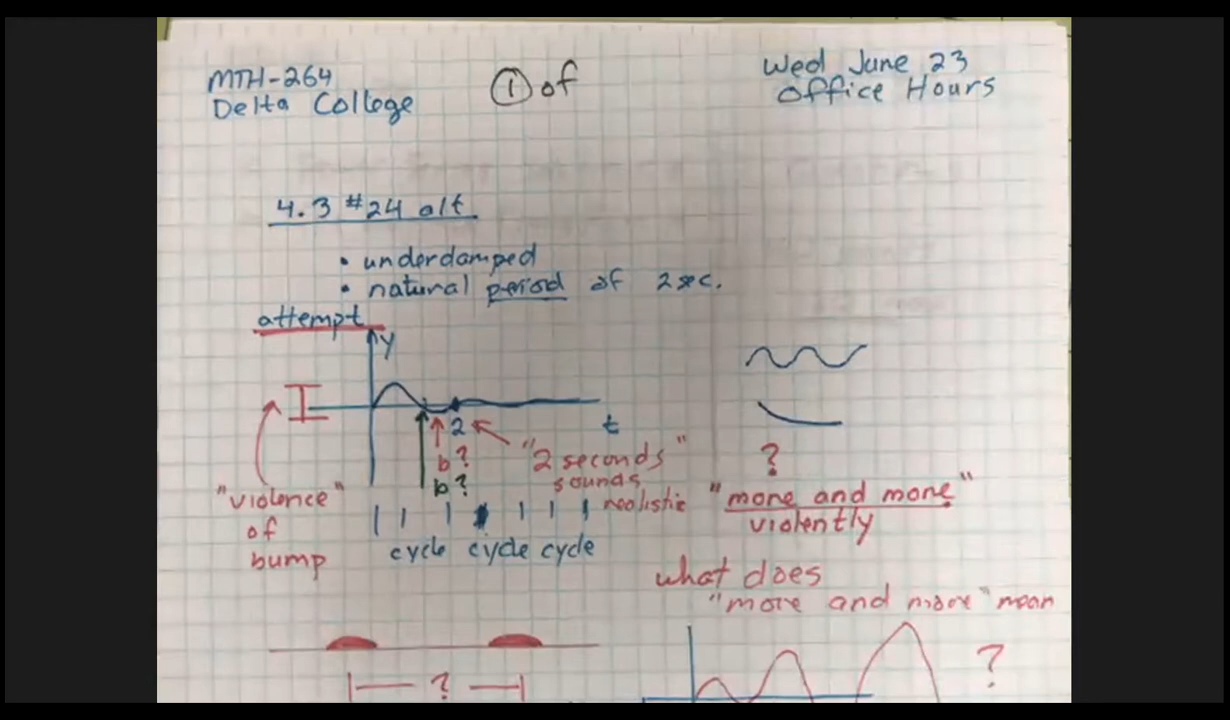 MTH-264
Delta College
① of
Wed June 23
Office Hours
4.3 #24 alt
• underdamped
• natural period of 2 sec.
attempt
y
t
2
b?
b?
"2 seconds"
sounds
realistic
"violence"
of
bump
cycle cycle cycle
?
"more and more"
violently
what does
"more and more" mean
?
?